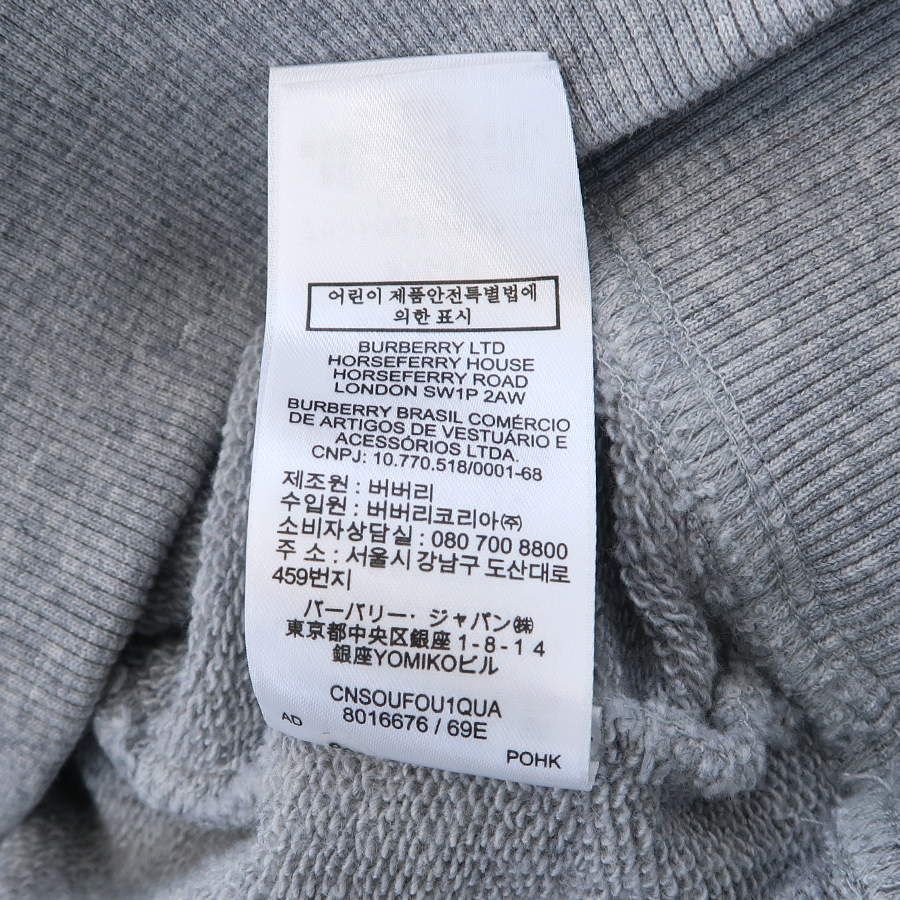 어린이 제품안전특별법에
의한 표시
BURBERRY LTD
HORSEFERRY HOUSE
HORSEFERRY ROAD
LONDON SW1P 2AW
BURBERRY BRASIL COMÉRCIO
DE ARTIGOS DE VESTUÁRIO E
ACESSÓRIOS LTDA.
CNPJ: 10.770.518/0001-68
제조원 : 버버리
수입원 : 버버리코리아㈜
소비자상담실 : 080 700 8800
주 소 : 서울시 강남구 도산대로
459번지
バーバリー・ジャパン㈱
東京都中央区銀座 1-8-14
銀座YOMIKOビル
CNSOUFOU1QUA
8016676 / 69E
AD
POHK